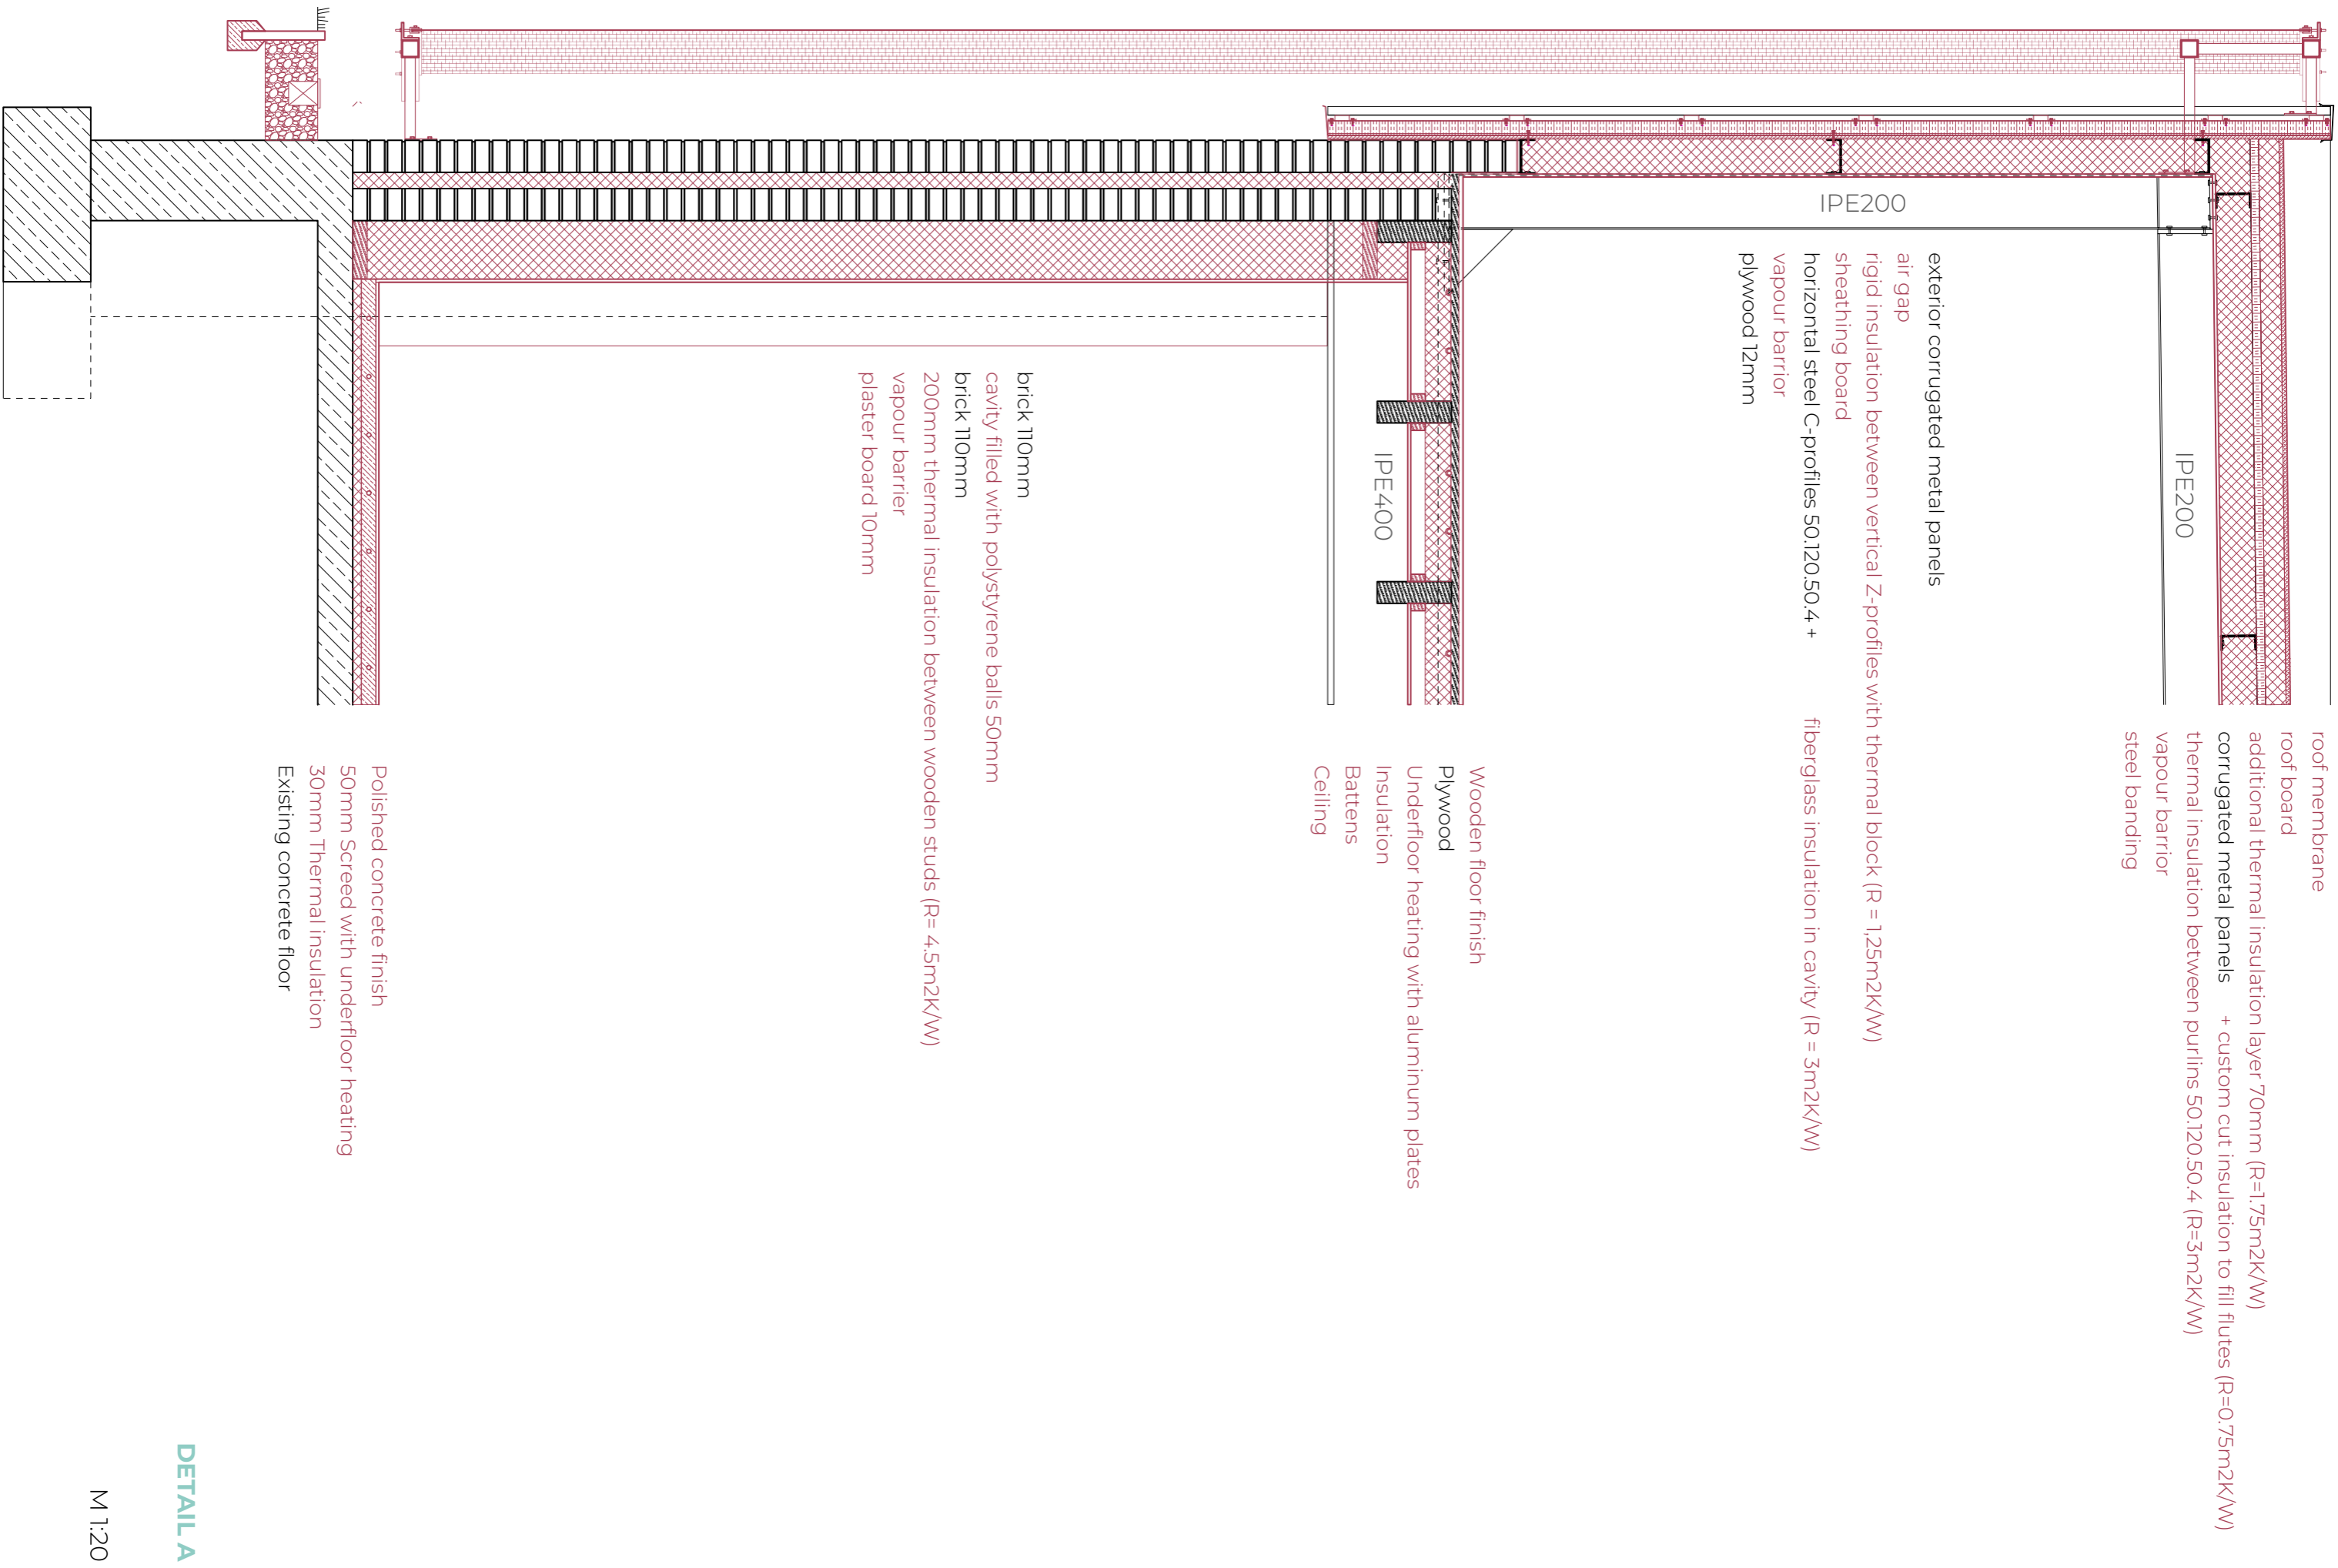 roof membrane
roof board
additional thermal insulation layer 70mm (R=1.75m2K/W)
corrugated metal panels + custom cut insulation to fill flutes (R=0.75m2K/W)
thermal insulation between purlins 50.120.50.4 (R=3m2K/W)
vapour barrior
steel banding
IPE200
IPE200
exterior corrugated metal panels
air gap
rigid insulation between vertical Z-profiles with thermal block (R = 1,25m2K/W)
sheathing board
horizontal steel C-profiles 50.120.50.4 + fiberglass insulation in cavity (R = 3m2K/W)
vapour barrior
plywood 12mm
Wooden floor finish
Plywood
Underfloor heating with aluminum plates
Insulation
Battens
Ceiling
IPE400
brick 110mm
cavity filled with polystyrene balls 50mm
brick 110mm
200mm thermal insulation between wooden studs (R= 4.5m2K/W)
vapour barrier
plaster board 10mm
Polished concrete finish
50mm Screed with underfloor heating
30mm Thermal insulation
Existing concrete floor
DETAIL A
M 1:20